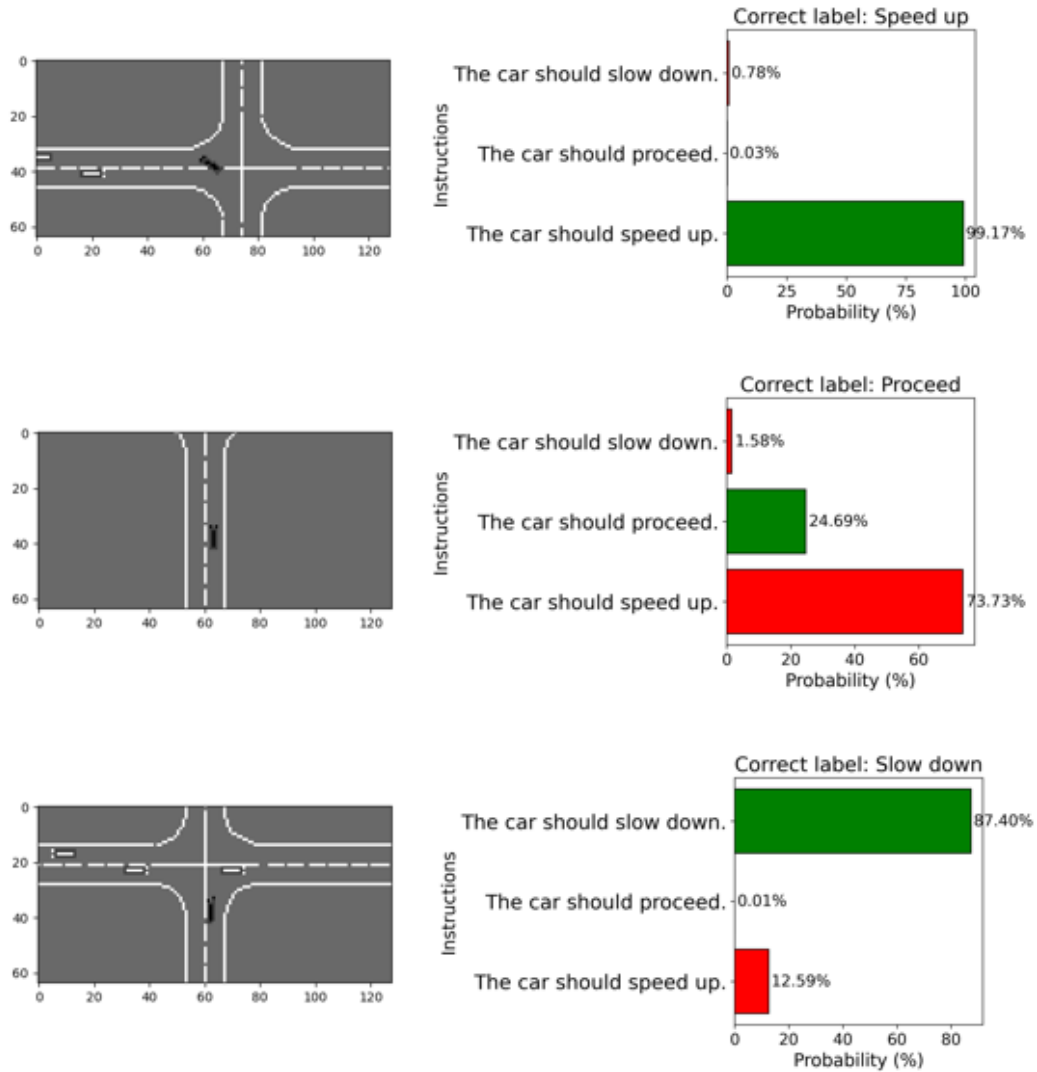 Correct label: Speed up
0
20
40
60
0 20 40 60 80 100 120
Instructions
The car should slow down. 0.78%
The car should proceed. 0.03%
The car should speed up. 99.17%
0 25 50 75 100
Probability (%)
Correct label: Proceed
0
20
40
60
0 20 40 60 80 100 120
Instructions
The car should slow down. 1.58%
The car should proceed. 24.69%
The car should speed up. 73.73%
0 20 40 60
Probability (%)
Correct label: Slow down
0
20
40
60
0 20 40 60 80 100 120
Instructions
The car should slow down. 87.40%
The car should proceed. 0.01%
The car should speed up. 12.59%
0 20 40 60 80
Probability (%)